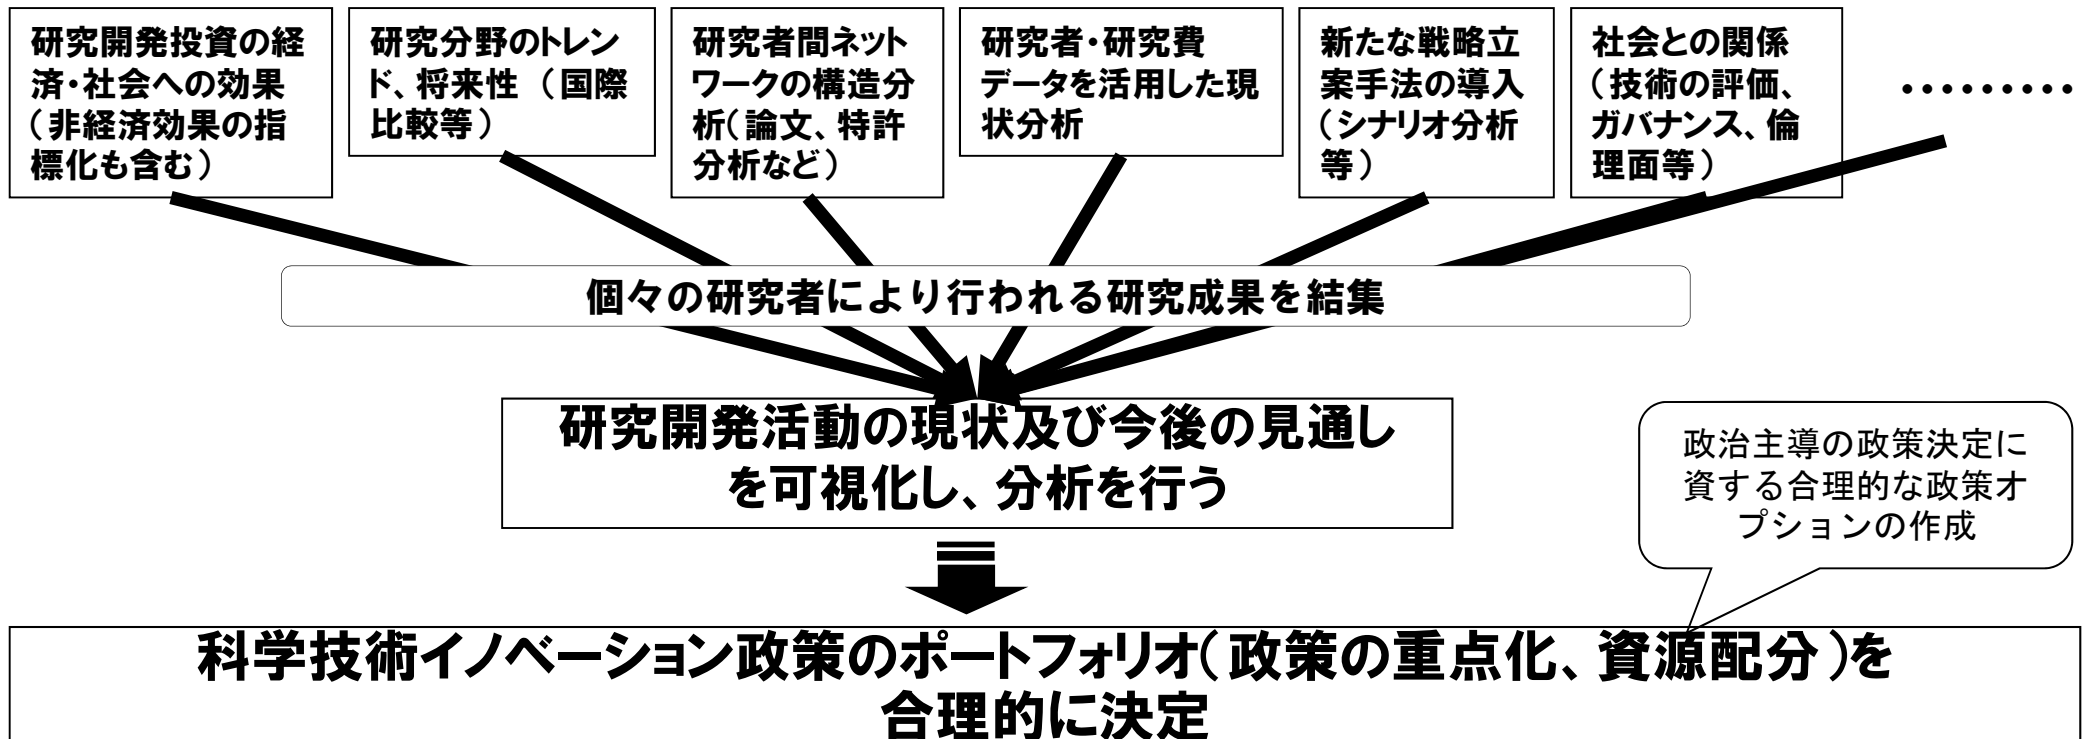 研究開発投資の経
済・社会への効果
（非経済効果の指
標化も含む）
研究分野のトレン
ド、将来性（国際
比較等）
研究者間ネット
ワークの構造分
析（論文、特許
分析など）
研究者・研究費
データを活用した現
状分析
新たな戦略立
案手法の導入
（シナリオ分析
等）
社会との関係
（技術の評価、
ガバナンス、倫
理面等）
・・・・・・・・・
個々の研究者により行われる研究成果を結集
研究開発活動の現状及び今後の見通し
を可視化し、分析を行う
政治主導の政策決定に
資する合理的な政策オ
プションの作成
科学技術イノベーション政策のポートフォリオ（政策の重点化、資源配分）を
合理的に決定